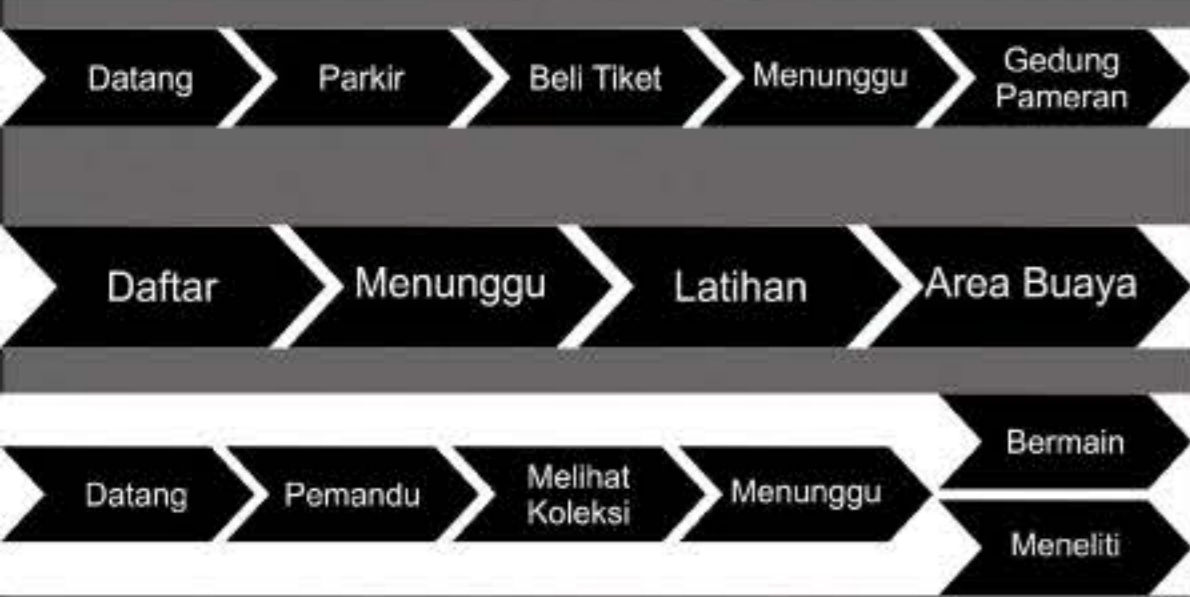 Datang
Parkir
Beli Tiket
Menunggu
Gedung
Pameran
Daftar
Menunggu
Latihan
Area Buaya
Datang
Pemandu
Melihat
Koleksi
Menunggu
Bermain
Meneliti